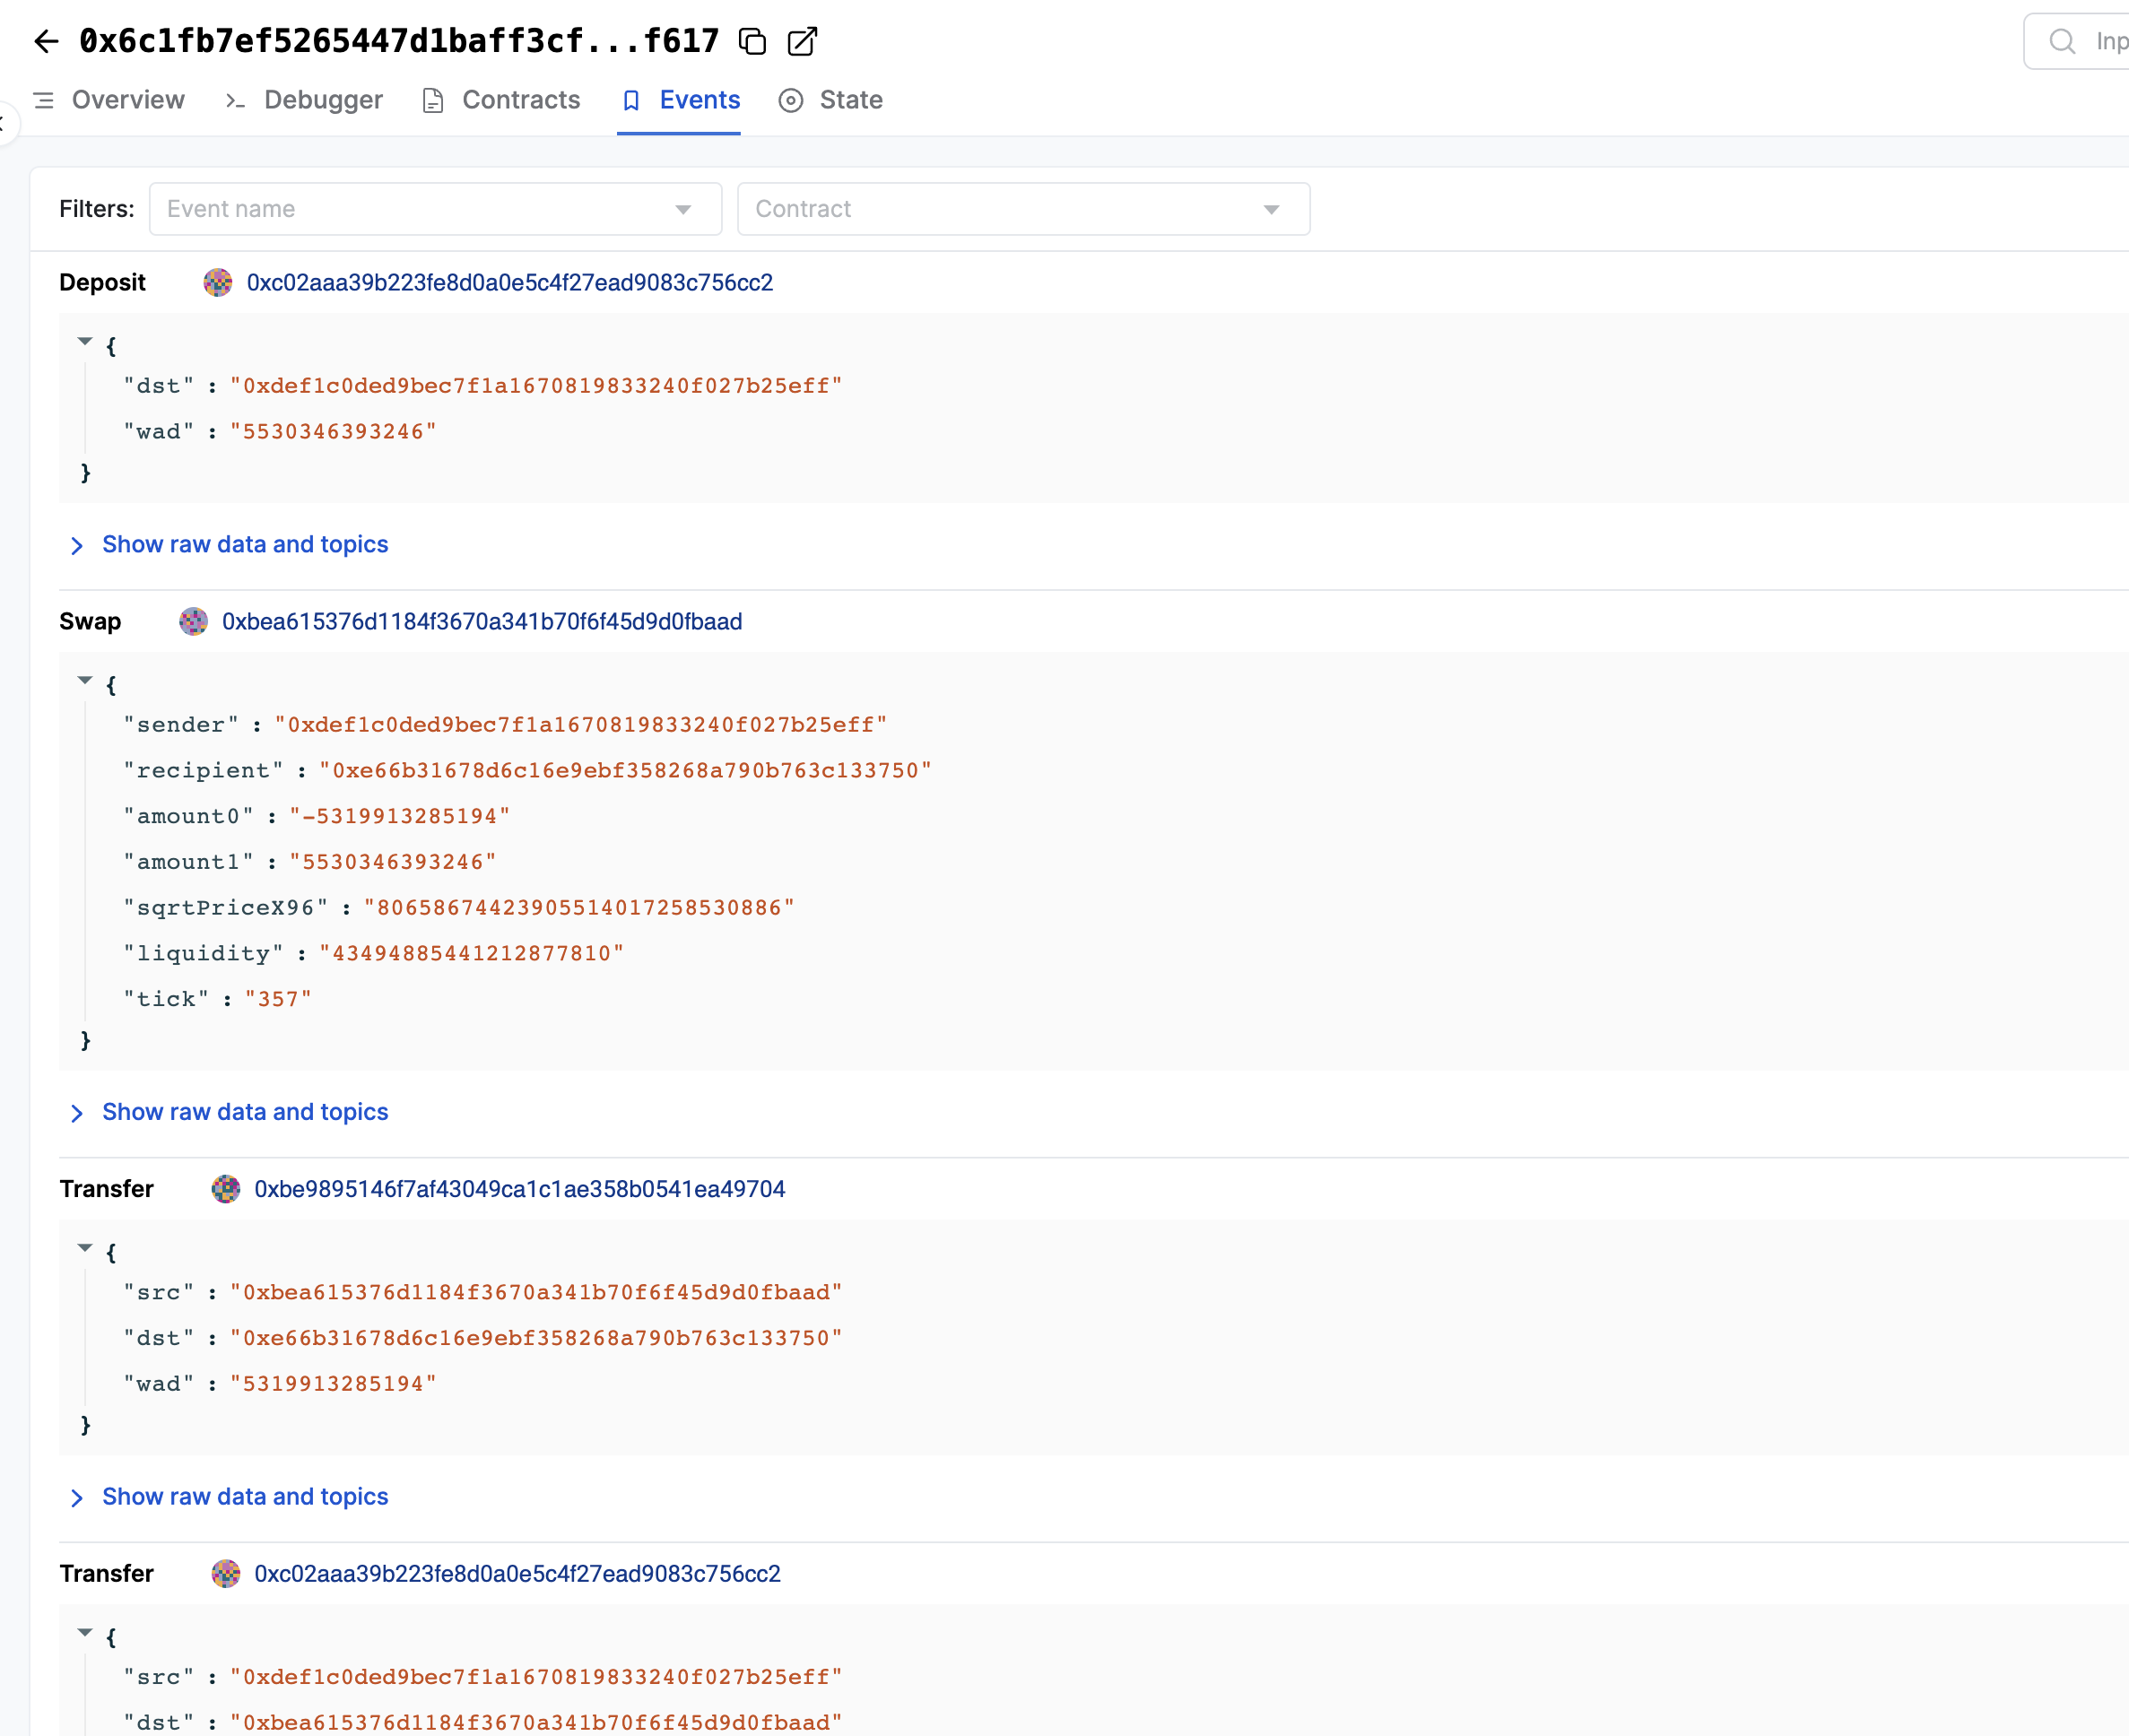 0x6c1fb7ef5265447d1baff3cf...f617
Inp
Overview Debugger Contracts Events State
Filters: Event name Contract
Deposit 0xc02aaa39b223fe8d0a0e5c4f27ead9083c756cc2
{
"dst" : "0xdef1c0ded9bec7f1a1670819833240f027b25eff"
"wad" : "5530346393246"
}
Show raw data and topics
Swap 0xbea615376d1184f3670a341b70f6f45d9d0fbaad
{
"sender" : "0xdef1c0ded9bec7f1a1670819833240f027b25eff"
"recipient" : "0xe66b31678d6c16e9ebf358268a790b763c133750"
"amount0" : "-5319913285194"
"amount1" : "5530346393246"
"sqrtPriceX96" : "80658674423905514017258530886"
"liquidity" : "43494885441212877810"
"tick" : "357"
}
Show raw data and topics
Transfer 0xbe9895146f7af43049ca1c1ae358b0541ea49704
{
"src" : "0xbea615376d1184f3670a341b70f6f45d9d0fbaad"
"dst" : "0xe66b31678d6c16e9ebf358268a790b763c133750"
"wad" : "5319913285194"
}
Show raw data and topics
Transfer 0xc02aaa39b223fe8d0a0e5c4f27ead9083c756cc2
{
"src" : "0xdef1c0ded9bec7f1a1670819833240f027b25eff"
"dst" : "0xbea615376d1184f3670a341b70f6f45d9d0fbaad"